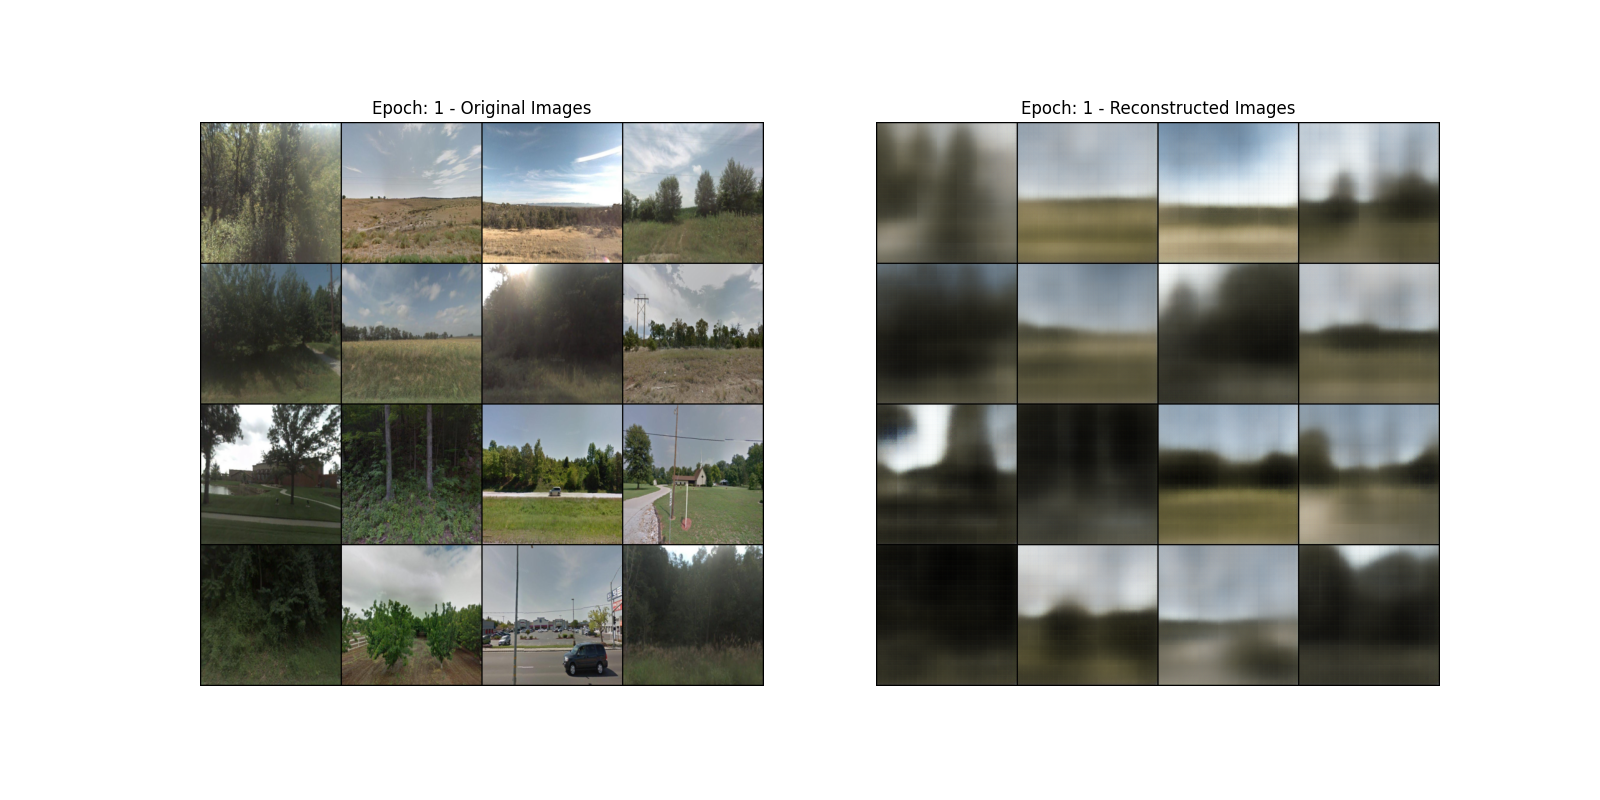 Epoch: 1 - Original Images
Epoch: 1 - Reconstructed Images